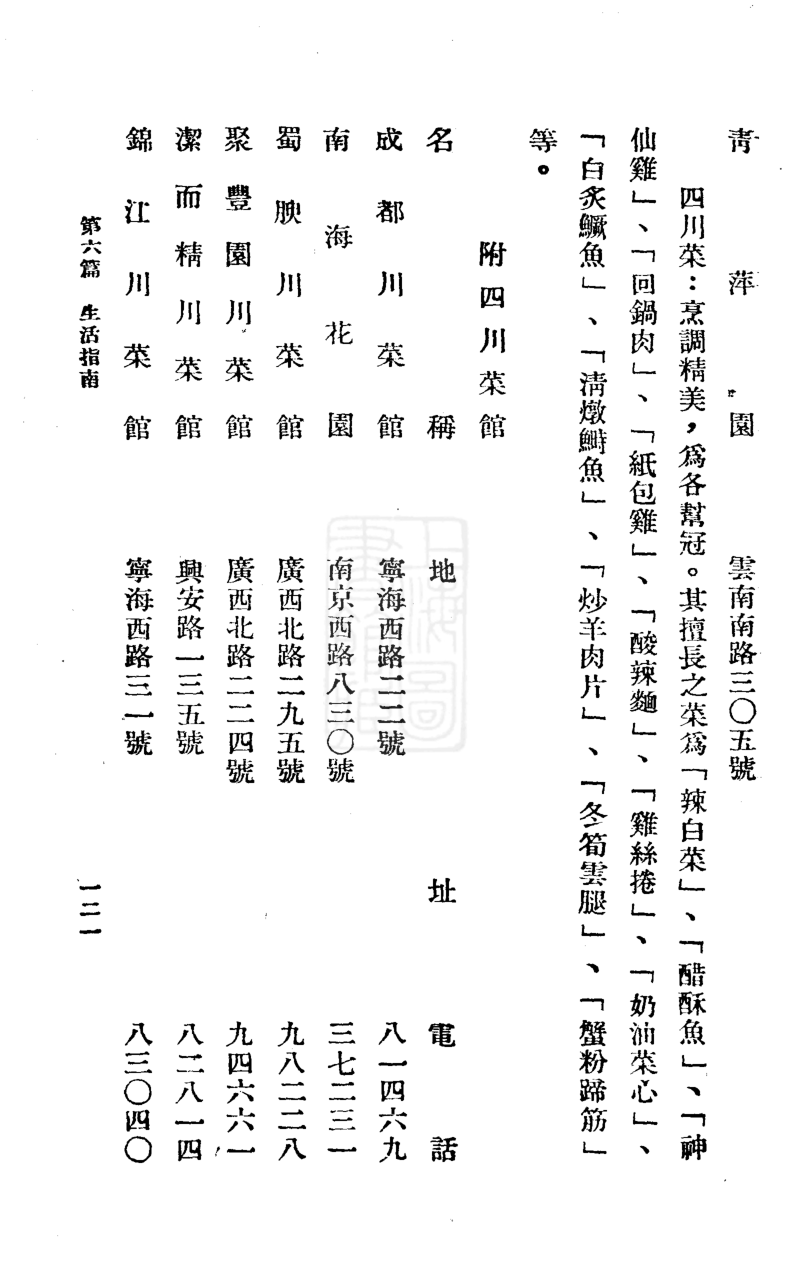 青萍園　雲南南路三〇五號
四川菜：烹調精美，爲各幫冠。其擅長之菜爲「辣白菜」、「醋酥魚」、「神
仙雞」、「回鍋肉」、「紙包雞」、「酸辣麵」、「雞絲捲」、「奶油菜心」、
「白炙鱖魚」、「清燉鰣魚」、「炒羊肉片」、「冬筍雲腿」、「蟹粉蹄筋」
等。
附四川菜館
名稱　地址　電話
成都川菜館　寧海西路二二號　八一四六九
南海花園　南京西路八三〇號　三七二三一
蜀腴川菜館　廣西北路二九五號　九八二二八
聚豐園川菜館　廣西北路二二四號　九四六六一
潔而精川菜館　興安路一三五號　八二八一四
錦江川菜館　寧海西路三一號　八三〇四〇
第六篇　生活指南
一二一
上海圖書館藏